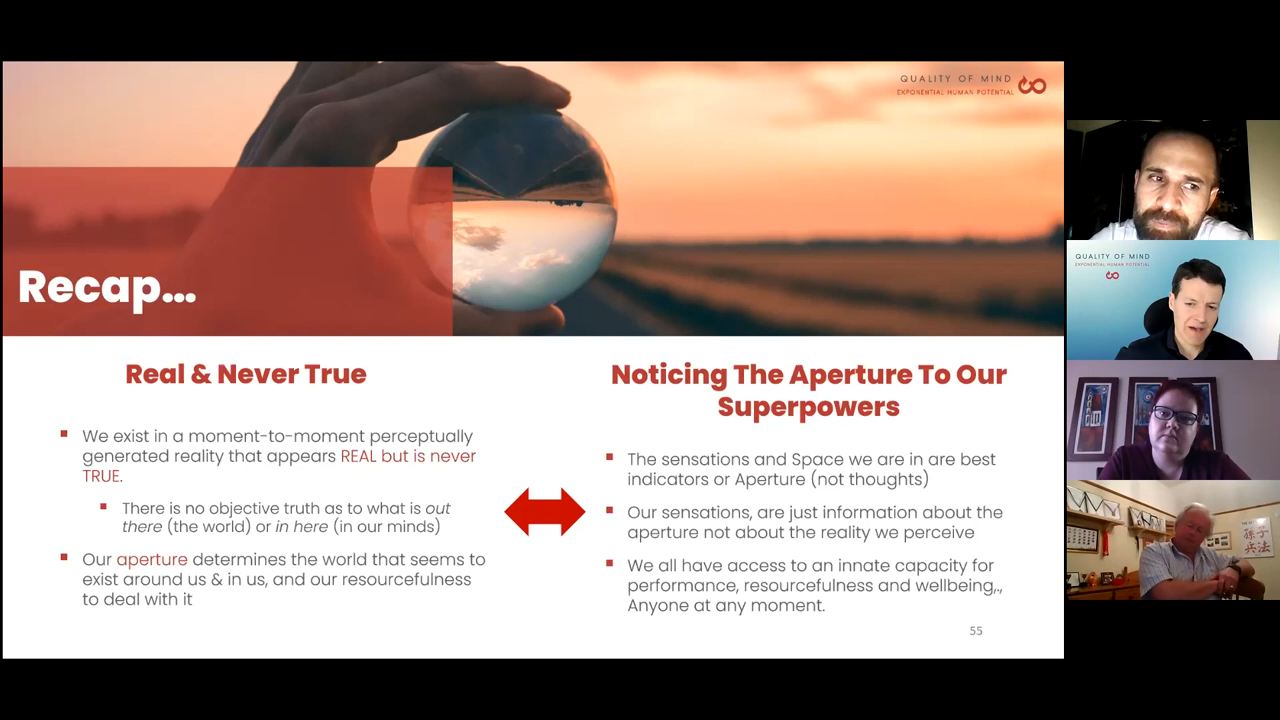 QUALITY OF MIND
EXPONENTIAL HUMAN POTENTIAL
Recap...
Real & Never True
We exist in a moment-to-moment perceptually
generated reality that appears REAL but is never
TRUE.
There is no objective truth as to what is out
there (the world) or in here (in our minds)
Our aperture determines the world that seems to
exist around us & in us, and our resourcefulness
to deal with it
Noticing The Aperture To Our
Superpowers
The sensations and Space we are in are best
indicators or Aperture (not thoughts)
Our sensations, are just information about the
aperture not about the reality we perceive
We all have access to an innate capacity for
performance, resourcefulness and wellbeing,.,
Anyone at any moment.
55
QUALITY OF MIND
EXPONENTIAL HUMAN POTENTIAL
孫子
兵法